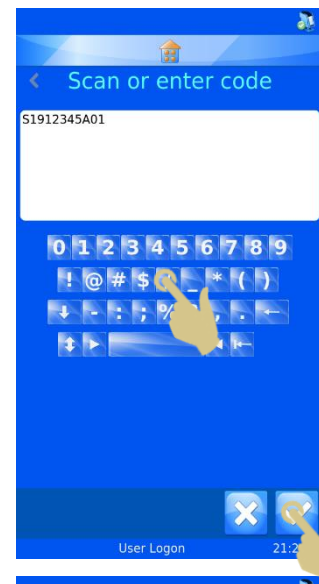 Scan or enter code
S1912345A01
0 1 2 3 4 5 6 7 8 9
! @ # $ _ * ( )
- : ; % , .
User Logon 21:2